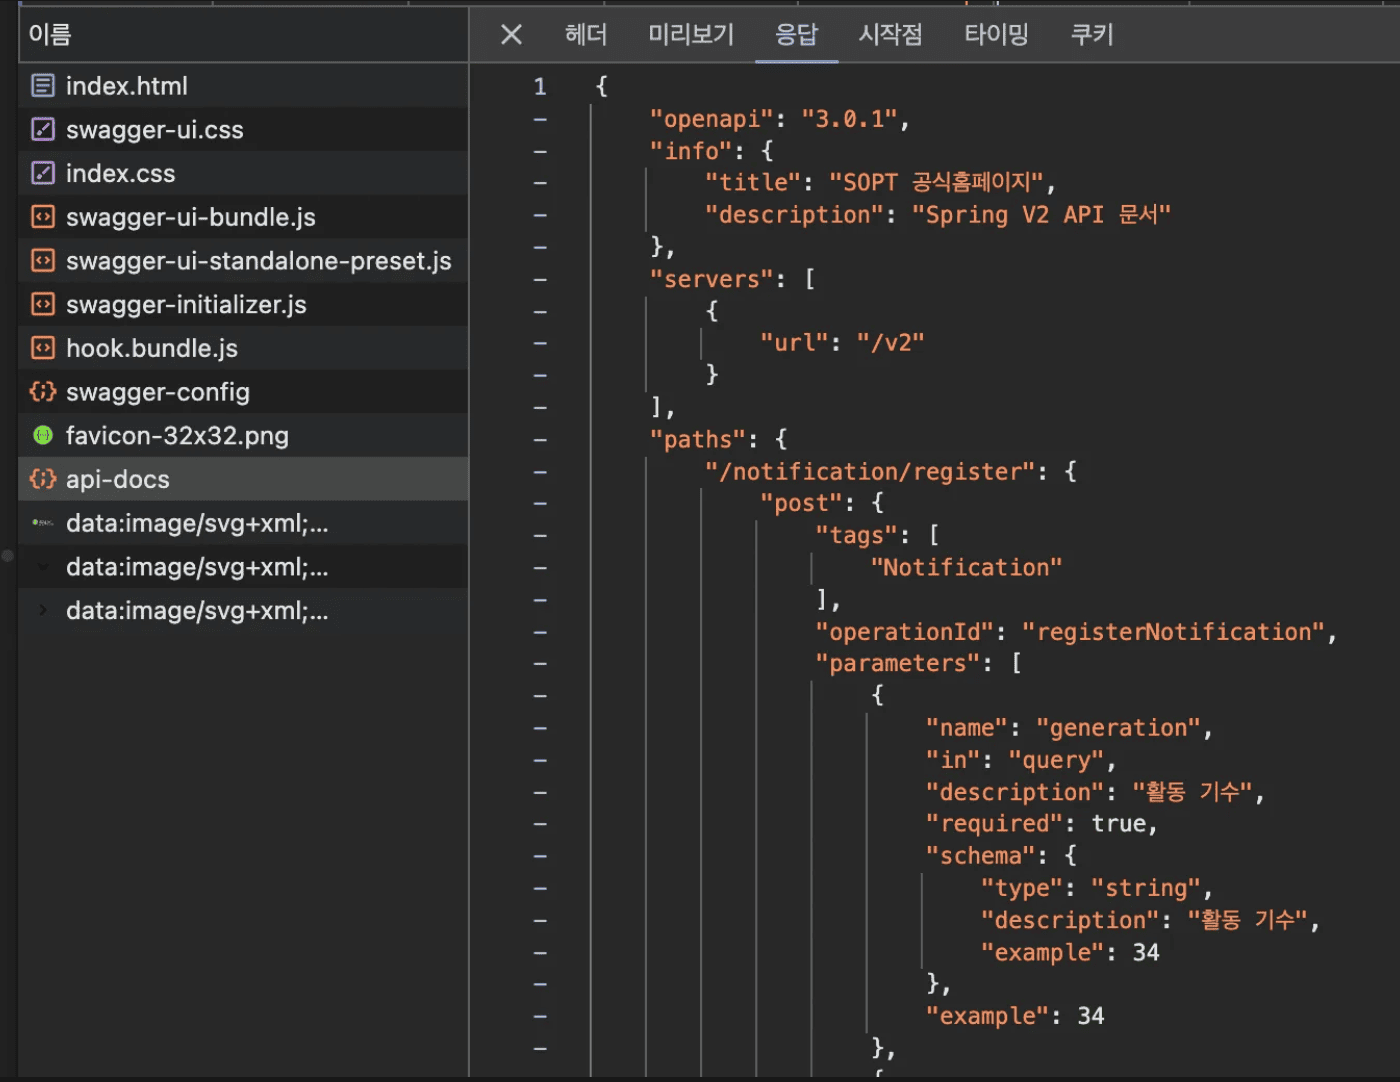 이름
index.html
swagger-ui.css
index.css
swagger-ui-bundle.js
swagger-ui-standalone-preset.js
swagger-initializer.js
hook.bundle.js
swagger-config
favicon-32x32.png
api-docs
data:image/svg+xml;...
data:image/svg+xml;...
data:image/svg+xml;...
헤더 미리보기 응답 시작점 타이밍 쿠키
1 {
- "openapi": "3.0.1",
- "info": {
- "title": "SOPT 공식홈페이지",
- "description": "Spring V2 API 문서"
- },
- "servers": [
- {
- "url": "/v2"
- }
- ],
- "paths": {
- "/notification/register": {
- "post": {
- "tags": [
- "Notification"
- ],
- "operationId": "registerNotification",
- "parameters": [
- {
- "name": "generation",
- "in": "query",
- "description": "활동 기수",
- "required": true,
- "schema": {
- "type": "string",
- "description": "활동 기수",
- "example": 34
- },
- "example": 34
- },
{